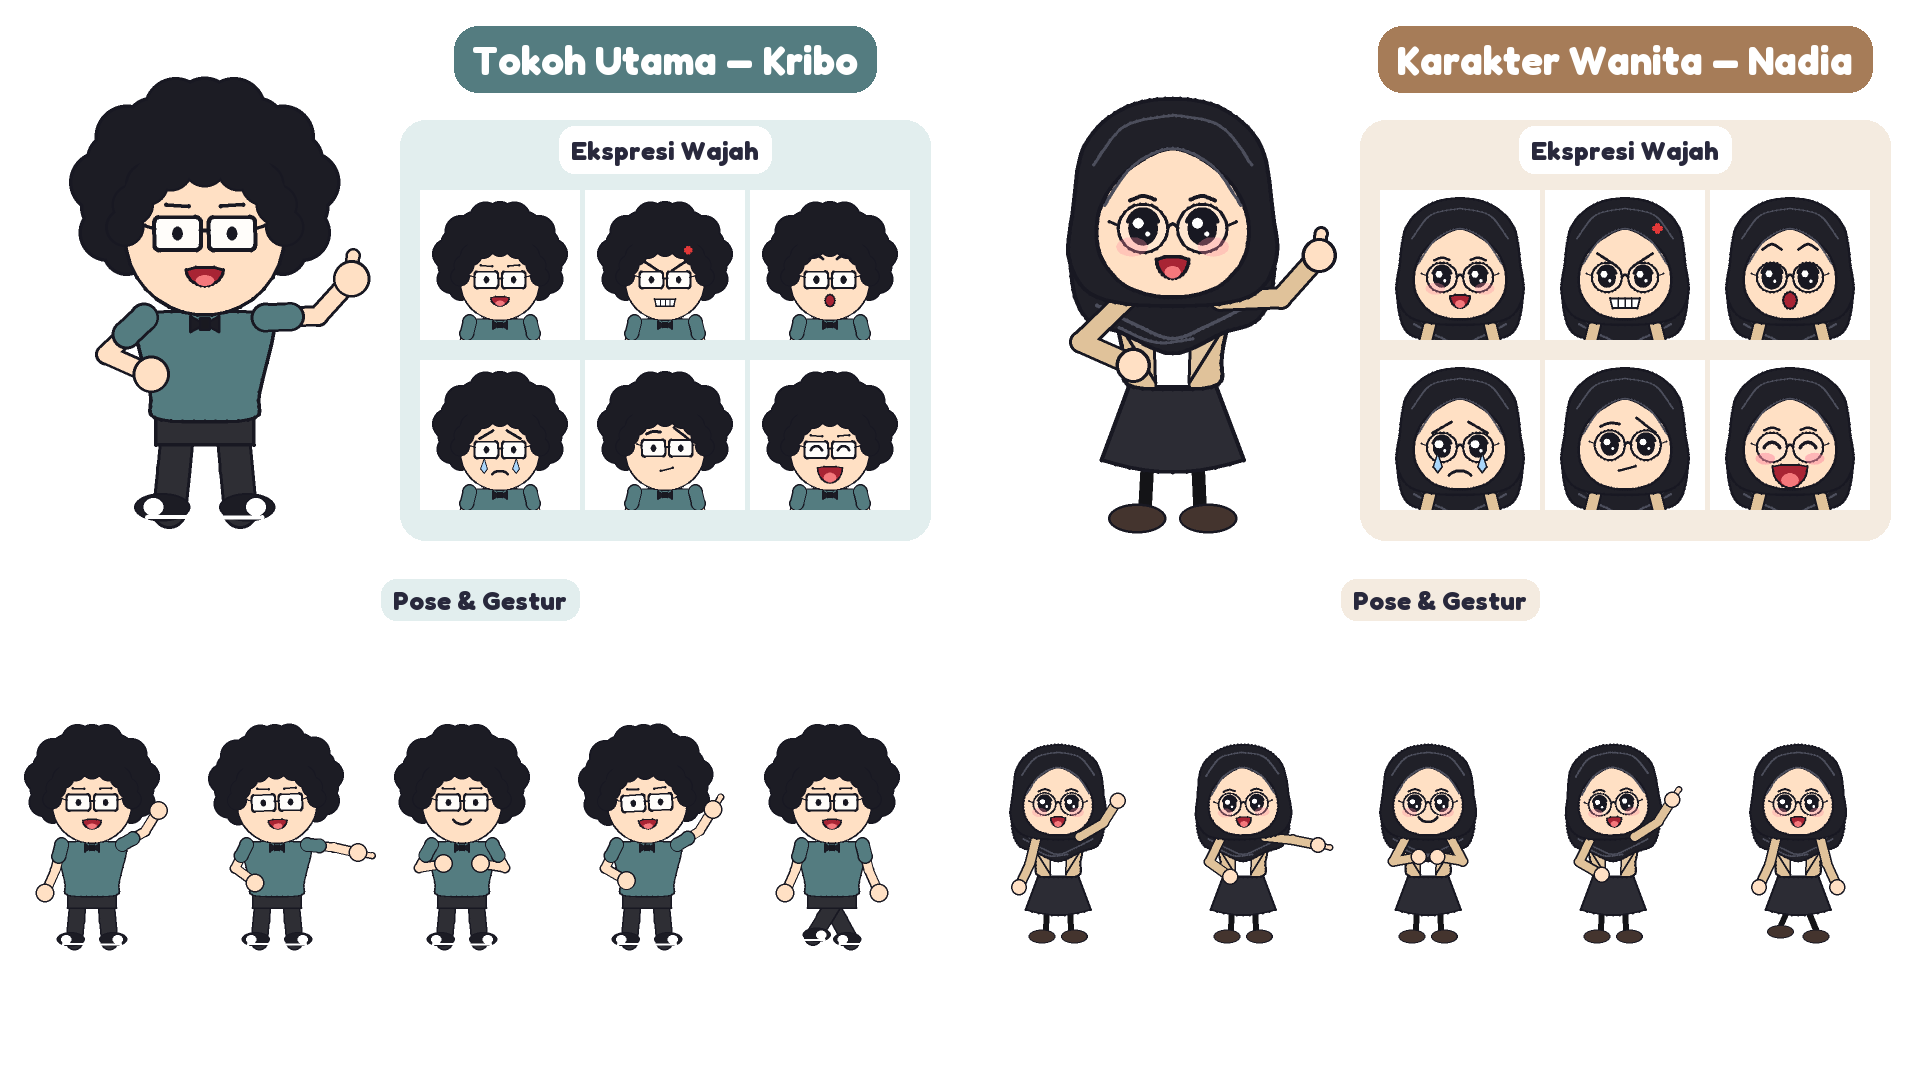 Tokoh Utama – Kribo
Ekspresi Wajah
Pose & Gestur
Karakter Wanita – Nadia
Ekspresi Wajah
Pose & Gestur